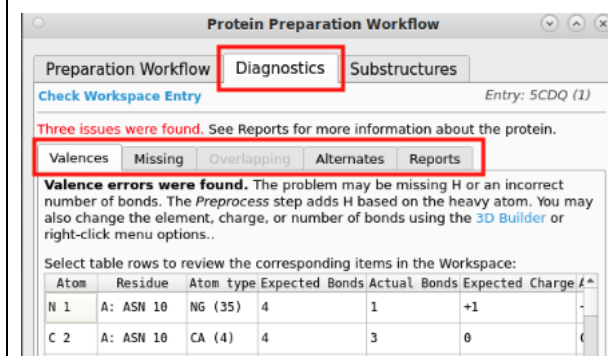 Protein Preparation Workflow
Preparation Workflow Diagnostics Substructures
Check Workspace Entry Entry: 5CDQ (1)
Three issues were found. See Reports for more information about the protein.
Valences Missing Overlapping Alternates Reports
Valence errors were found. The problem may be missing H or an incorrect
number of bonds. The Preprocess step adds H based on the heavy atom. You may
also change the element, charge, or number of bonds using the 3D Builder or
right-click menu options..
Select table rows to review the corresponding items in the Workspace:
Atom Residue Atom type Expected Bonds Actual Bonds Expected Charge
N 1 A: ASN 10 NG (35) 4 1 +1
C 2 A: ASN 10 CA (4) 4 3 0